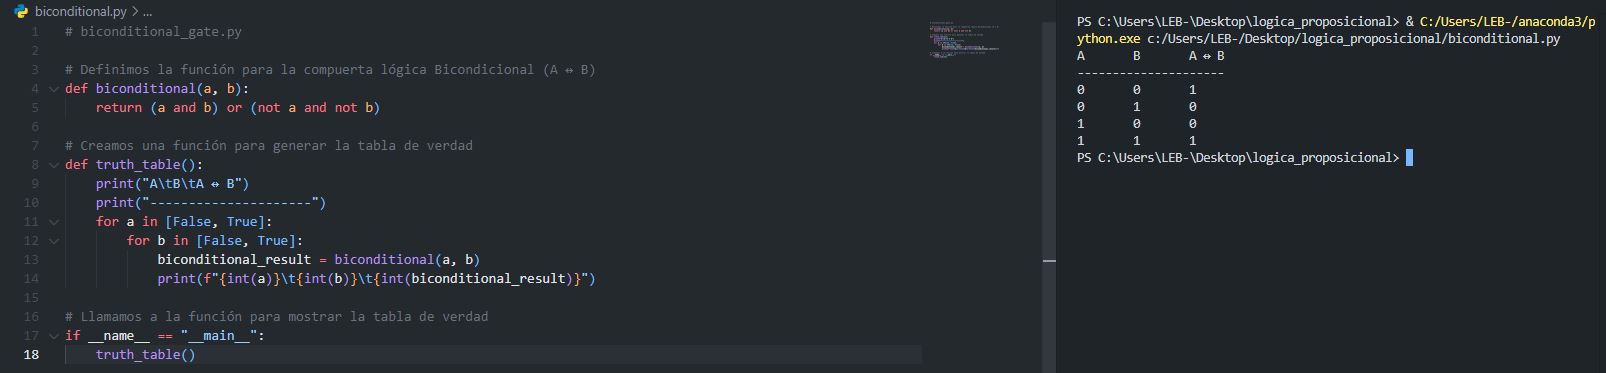 biconditional.py > ...
1 # biconditional_gate.py
2
3 # Definimos la función para la compuerta lógica Bicondicional (A ↔ B)
4 def biconditional(a, b):
5     return (a and b) or (not a and not b)
6
7 # Creamos una función para generar la tabla de verdad
8 def truth_table():
9     print("A\tB\tA ↔ B")
10     print("---------------------")
11     for a in [False, True]:
12         for b in [False, True]:
13             biconditional_result = biconditional(a, b)
14             print(f"{int(a)}\t{int(b)}\t{int(biconditional_result)}")
15
16 # Llamamos a la función para mostrar la tabla de verdad
17 if __name__ == "__main__":
18     truth_table()
PS C:\Users\LEB-\Desktop\logica_proposicional> & C:/Users/LEB-/anaconda3/p
ython.exe c:/Users/LEB-/Desktop/logica_proposicional/biconditional.py
A	B	A ↔ B
---------------------
0	0	1
0	1	0
1	0	0
1	1	1
PS C:\Users\LEB-\Desktop\logica_proposicional>